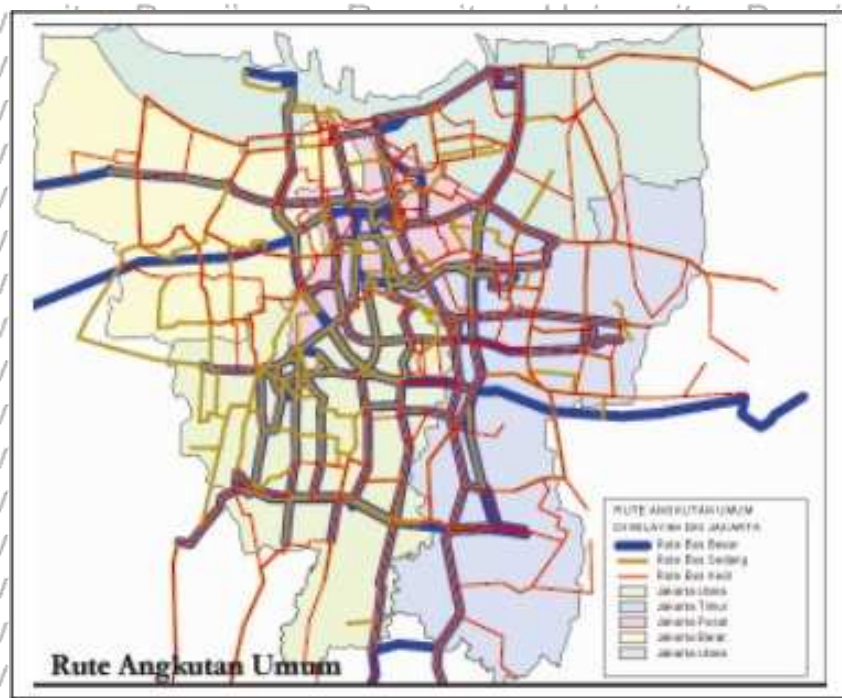 Rute Angkutan Umum
RUTE ANGKUTAN UMUM
DI WILAYAH DKI JAKARTA
Rute Bus Besar
Rute Bus Sedang
Rute Bus Kecil
Jakarta Utara
Jakarta Timur
Jakarta Pusat
Jakarta Barat
Jakarta Utara